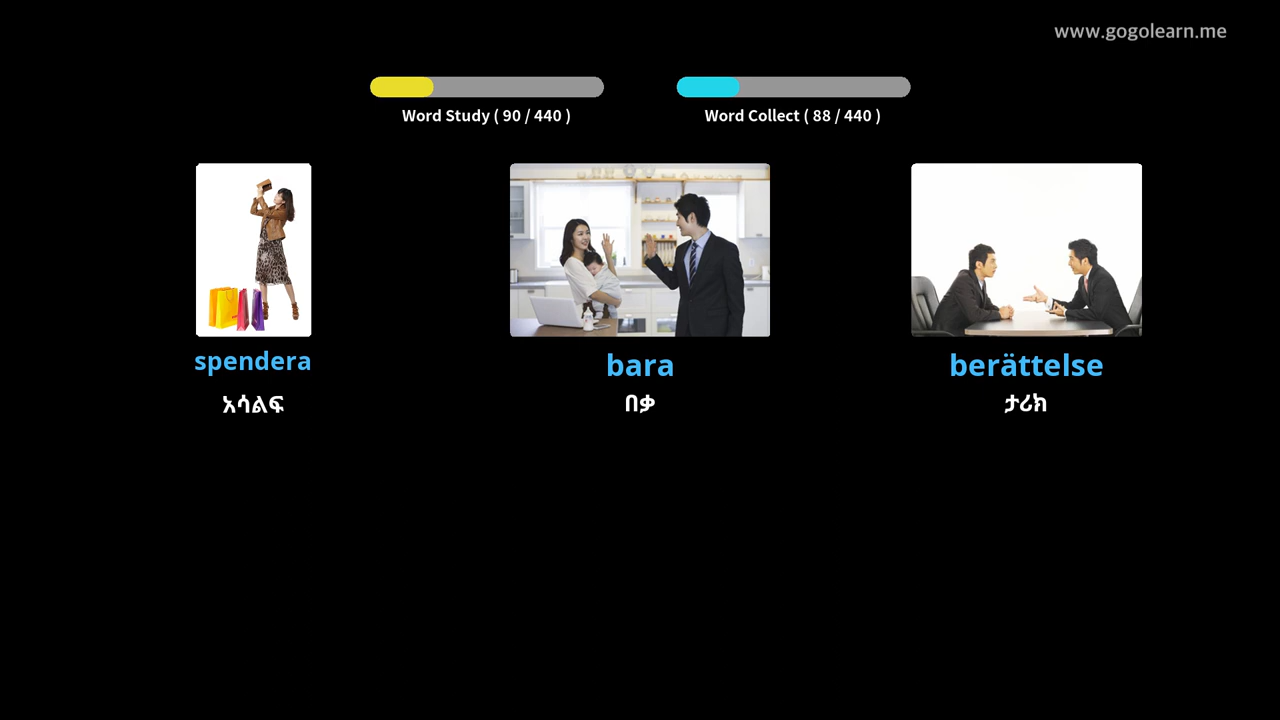 www.gogolearn.me
Word Study ( 90 / 440 )
Word Collect ( 88 / 440 )
spendera
አሳልፍ
bara
በቃ
berättelse
ታሪክ